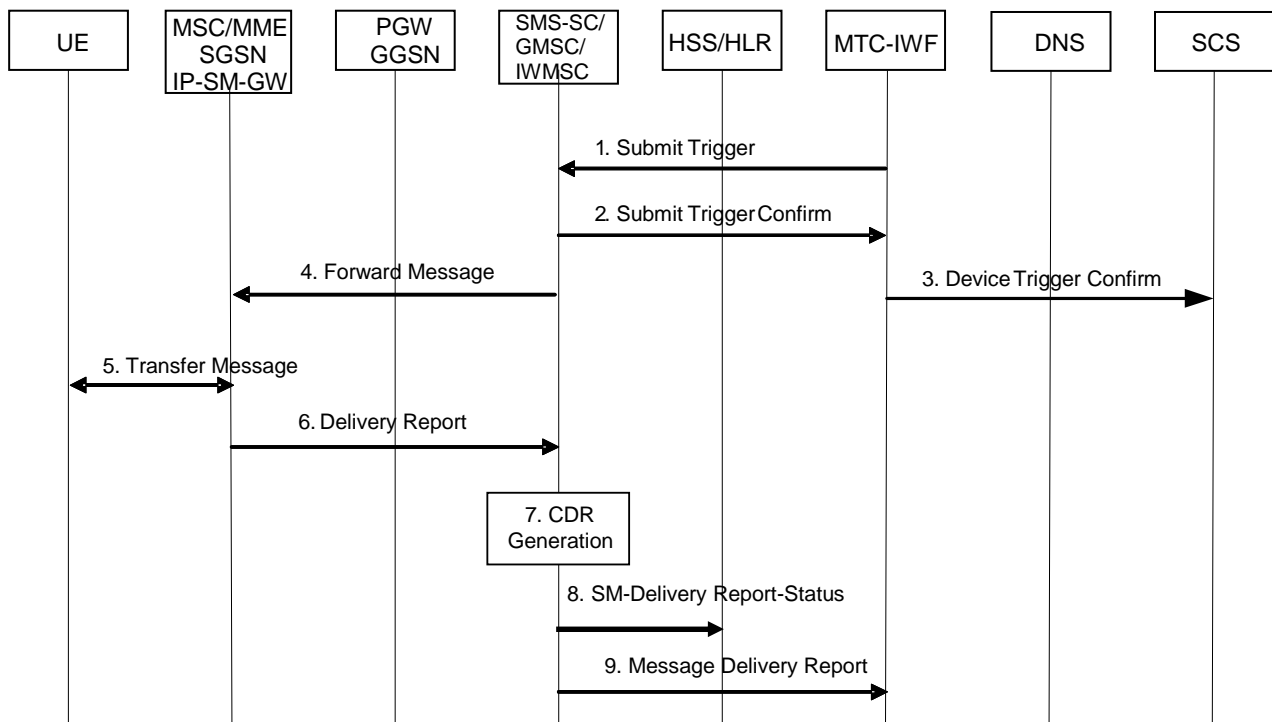 UE
MSC/MME
SGSN
IP-SM-GW
PGW
GGSN
SMS-SC/
GMSC/
IWMSC
HSS/HLR
MTC-IWF
DNS
SCS
1. Submit Trigger
2. Submit Trigger Confirm
4. Forward Message
3. Device Trigger Confirm
5. Transfer Message
6. Delivery Report
7. CDR
Generation
8. SM-Delivery Report-Status
9. Message Delivery Report